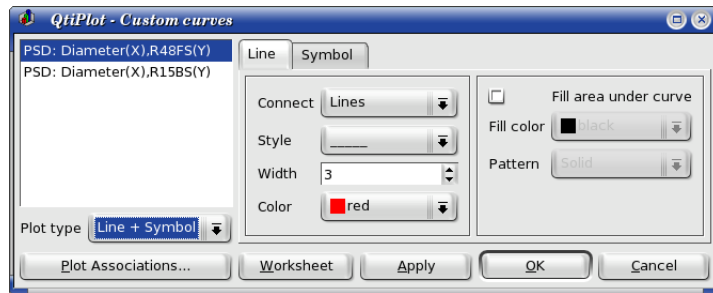 QtiPlot - Custom curves
PSD: Diameter(X),R48FS(Y)
PSD: Diameter(X),R15BS(Y)
Plot type Line + Symbol
Plot Associations...
Line Symbol
Connect Lines
Style _____
Width 3
Color red
Fill area under curve
Fill color black
Pattern Solid
Worksheet Apply OK Cancel